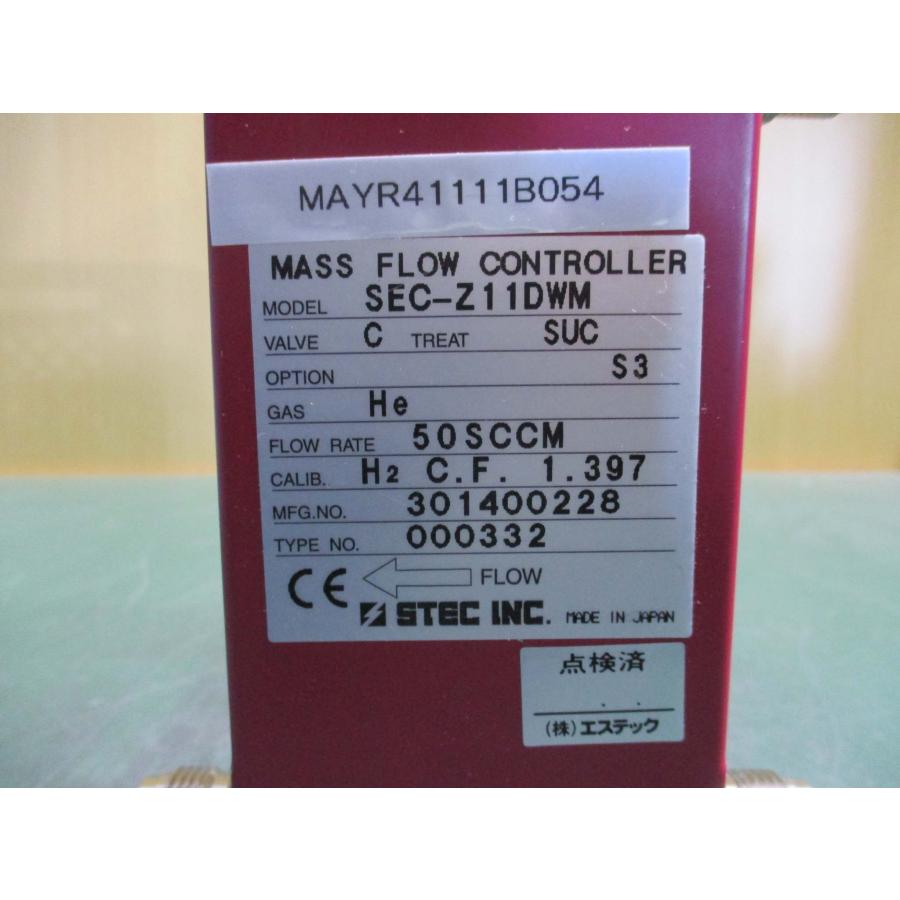 MAYR41111B054
MASS FLOW CONTROLLER
MODEL SEC-Z11DWM
VALVE C TREAT SUC
OPTION S3
GAS He
FLOW RATE 50SCCM
CALIB. H2 C.F. 1.397
MFG.NO. 301400228
TYPE NO. 000332
CE FLOW
STEC INC. MADE IN JAPAN
点検済
. .
(株)エステック